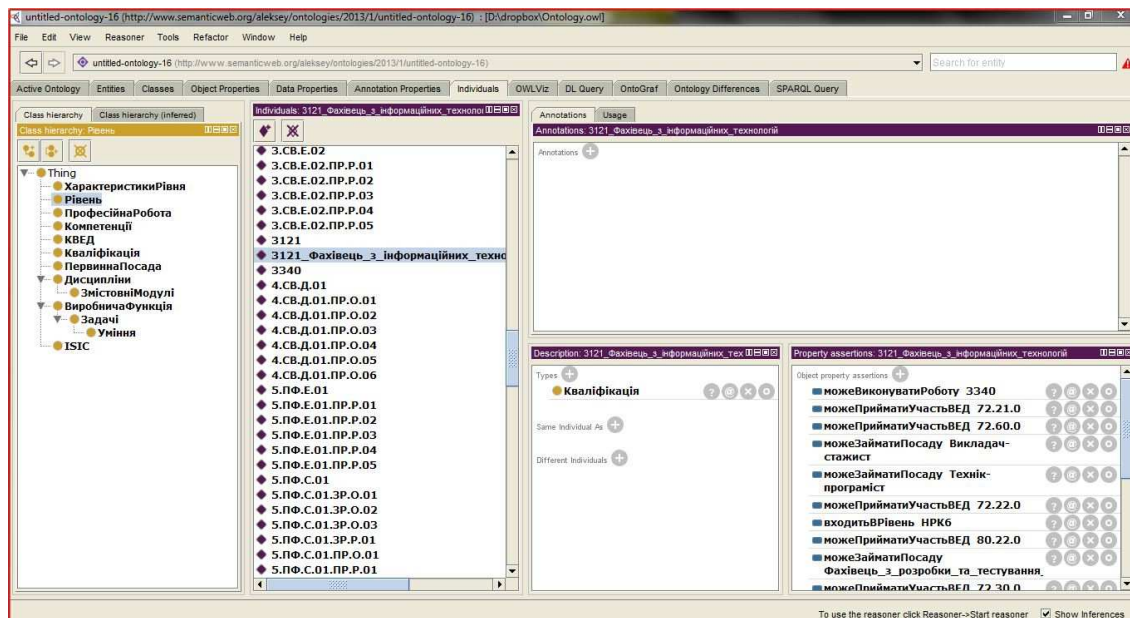 untitled-ontology-16 (http://www.semanticweb.org/aleksey/ontologies/2013/1/untitled-ontology-16) : [D:\dropbox\Ontology.owl]
File Edit View Reasoner Tools Refactor Window Help
untitled-ontology-16 (http://www.semanticweb.org/aleksey/ontologies/2013/1/untitled-ontology-16)
Search for entity
Active Ontology Entities Classes Object Properties Data Properties Annotation Properties Individuals OWLViz DL Query OntoGraf Ontology Differences SPARQL Query
Class hierarchy Class hierarchy (inferred)
Class hierarchy: Рівень
Thing
ХарактеристикиРівня
Рівень
ПрофесійнаРобота
Компетенції
КВЕД
Кваліфікація
ПервиннаПосада
Дисципліни
ЗмістовніМодулі
ВиробничаФункція
Задачі
Уміння
ISIC
Individuals: 3121_Фахівець_з_інформаційних_технолог
3.СВ.Е.02
3.СВ.Е.02.ПР.Р.01
3.СВ.Е.02.ПР.Р.02
3.СВ.Е.02.ПР.Р.03
3.СВ.Е.02.ПР.Р.04
3.СВ.Е.02.ПР.Р.05
3121
3121_Фахівець_з_інформаційних_техно
3340
4.СВ.Д.01
4.СВ.Д.01.ПР.О.01
4.СВ.Д.01.ПР.О.02
4.СВ.Д.01.ПР.О.03
4.СВ.Д.01.ПР.О.04
4.СВ.Д.01.ПР.О.05
4.СВ.Д.01.ПР.О.06
5.ПФ.Е.01
5.ПФ.Е.01.ПР.Р.01
5.ПФ.Е.01.ПР.Р.02
5.ПФ.Е.01.ПР.Р.03
5.ПФ.Е.01.ПР.Р.04
5.ПФ.Е.01.ПР.Р.05
5.ПФ.С.01
5.ПФ.С.01.ЗР.О.01
5.ПФ.С.01.ЗР.О.02
5.ПФ.С.01.ЗР.О.03
5.ПФ.С.01.ЗР.Р.01
5.ПФ.С.01.ПР.О.01
5.ПФ.С.01.ПР.Р.01
Annotations Usage
Annotations: 3121_Фахівець_з_інформаційних_технологій
Annotations
Description: 3121_Фахівець_з_інформаційних_тех
Types
Кваліфікація
Same Individual As
Different Individuals
Property assertions: 3121_Фахівець_з_інформаційних_технологій
Object property assertions
можеВиконуватиРоботу 3340
можеПрийматиУчастьВЕД 72.21.0
можеПрийматиУчастьВЕД 72.60.0
можеЗайматиПосаду Викладач-
стажист
можеЗайматиПосаду Технік-
програміст
можеПрийматиУчастьВЕД 72.22.0
входитьВРівень НРК6
можеПрийматиУчастьВЕД 80.22.0
можеЗайматиПосаду
Фахівець_з_розробки_та_тестування_
можеПрийматиУчастьВЕД 72.30.0
To use the reasoner click Reasoner->Start reasoner Show Inferences